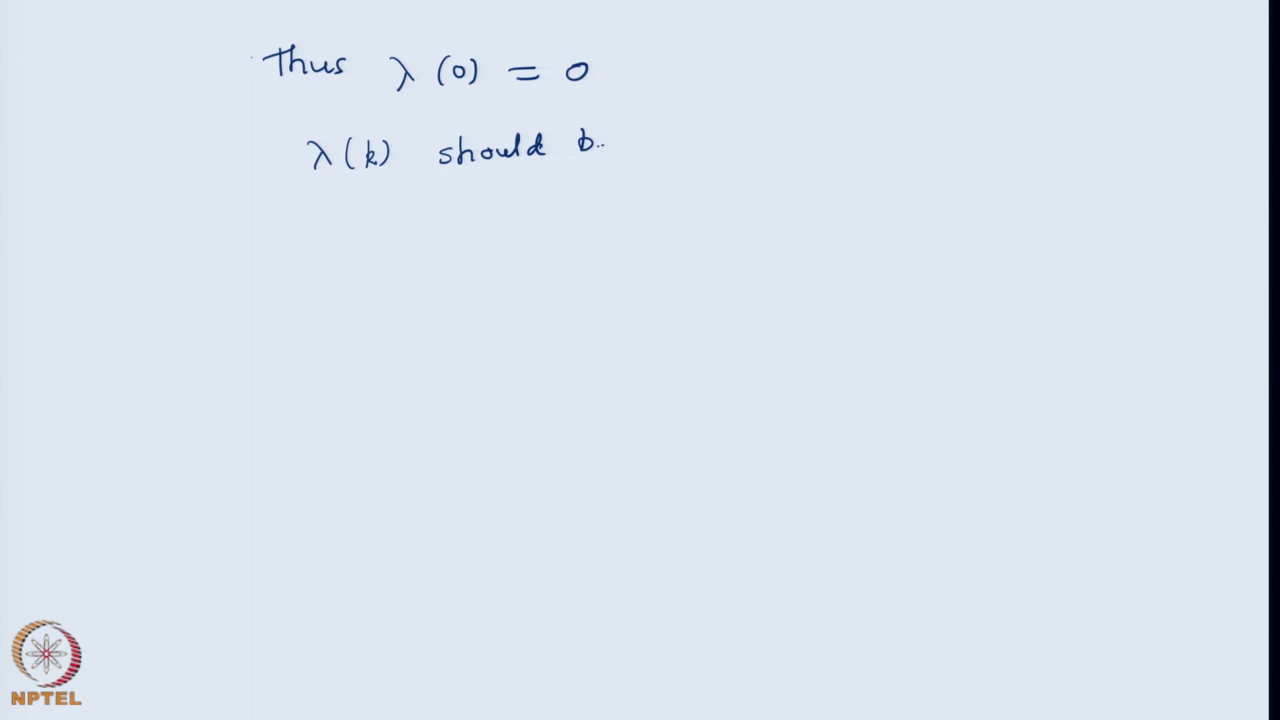 Thus λ (0) = 0
λ (k) should b
NPTEL